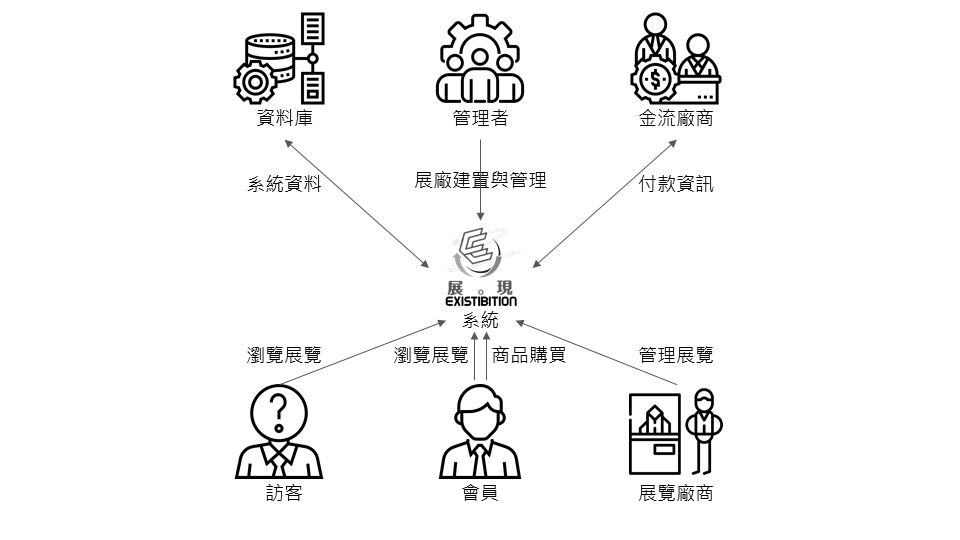 資料庫
管理者
金流廠商
系統資料
展廠建置與管理
付款資訊
展。現
EXISTIBITION
系統
瀏覽展覽
瀏覽展覽
商品購買
管理展覽
訪客
會員
展覽廠商